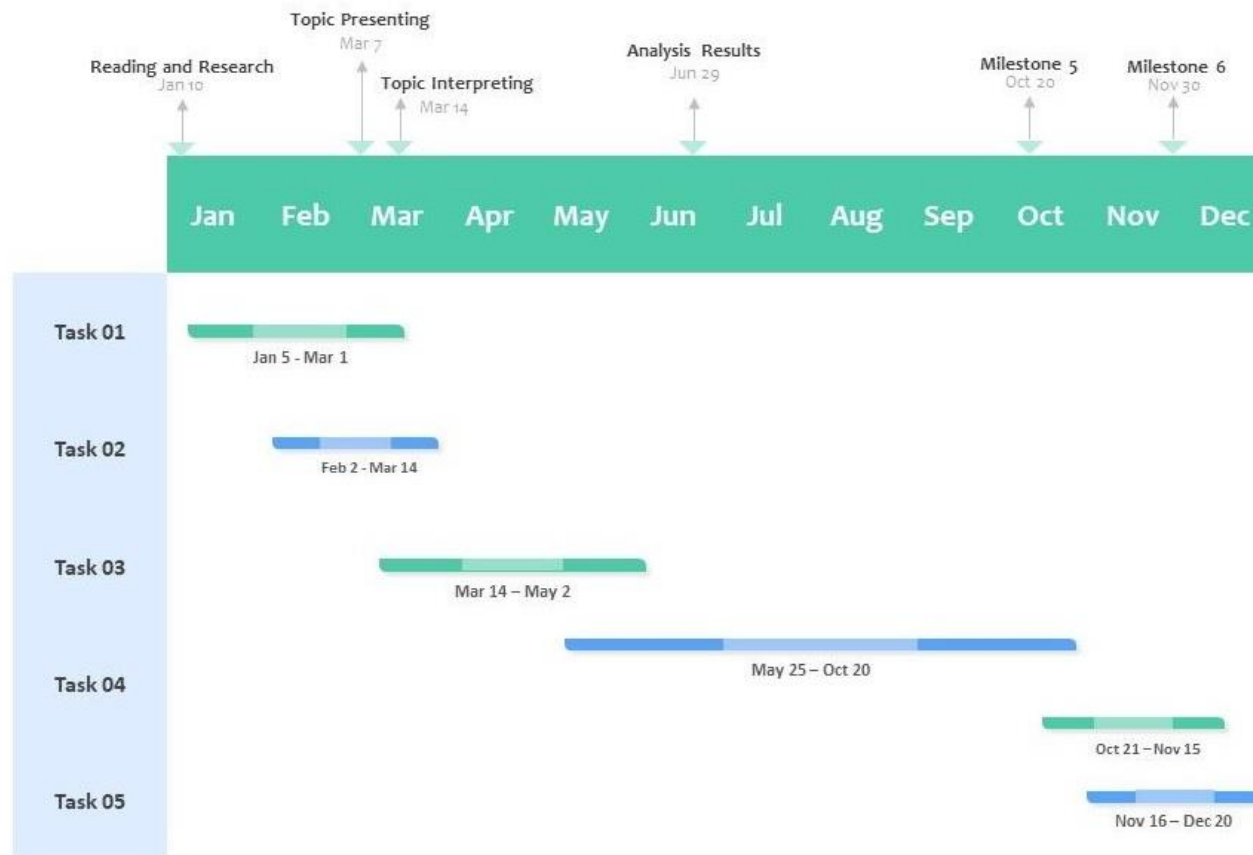 Topic Presenting
Mar 7
Reading and Research
Jan 10
Topic Interpreting
Mar 14
Analysis Results
Jun 29
Milestone 5
Oct 20
Milestone 6
Nov 30
Jan Feb Mar Apr May Jun Jul Aug Sep Oct Nov Dec
Task 01
Jan 5 - Mar 1
Task 02
Feb 2 - Mar 14
Task 03
Mar 14 – May 2
Task 04
May 25 – Oct 20
Oct 21 – Nov 15
Task 05
Nov 16 – Dec 20